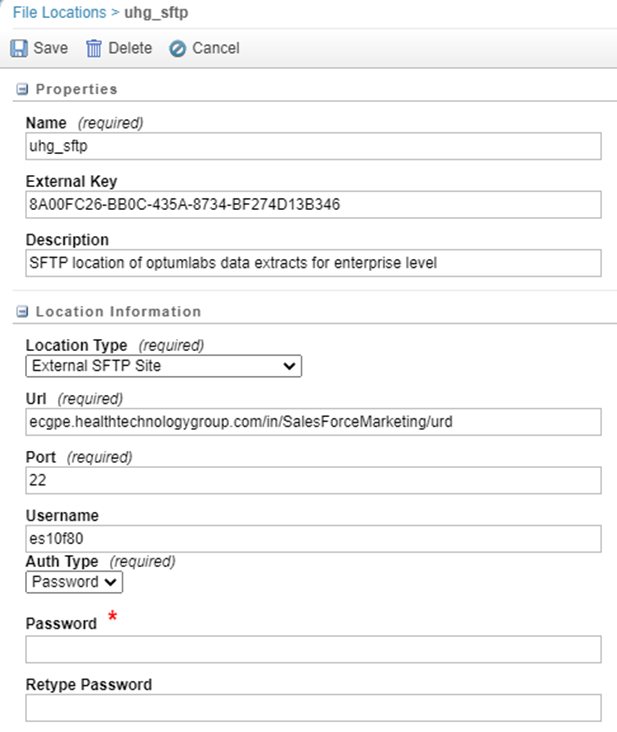 File Locations > uhg_sftp
Save Delete Cancel
Properties
Name (required)
uhg_sftp
External Key
8A00FC26-BB0C-435A-8734-BF274D13B346
Description
SFTP location of optumlabs data extracts for enterprise level
Location Information
Location Type (required)
External SFTP Site
Url (required)
ecgpe.healthtechnologygroup.com/in/SalesForceMarketing/urd
Port (required)
22
Username
es10f80
Auth Type (required)
Password
Password *
Retype Password